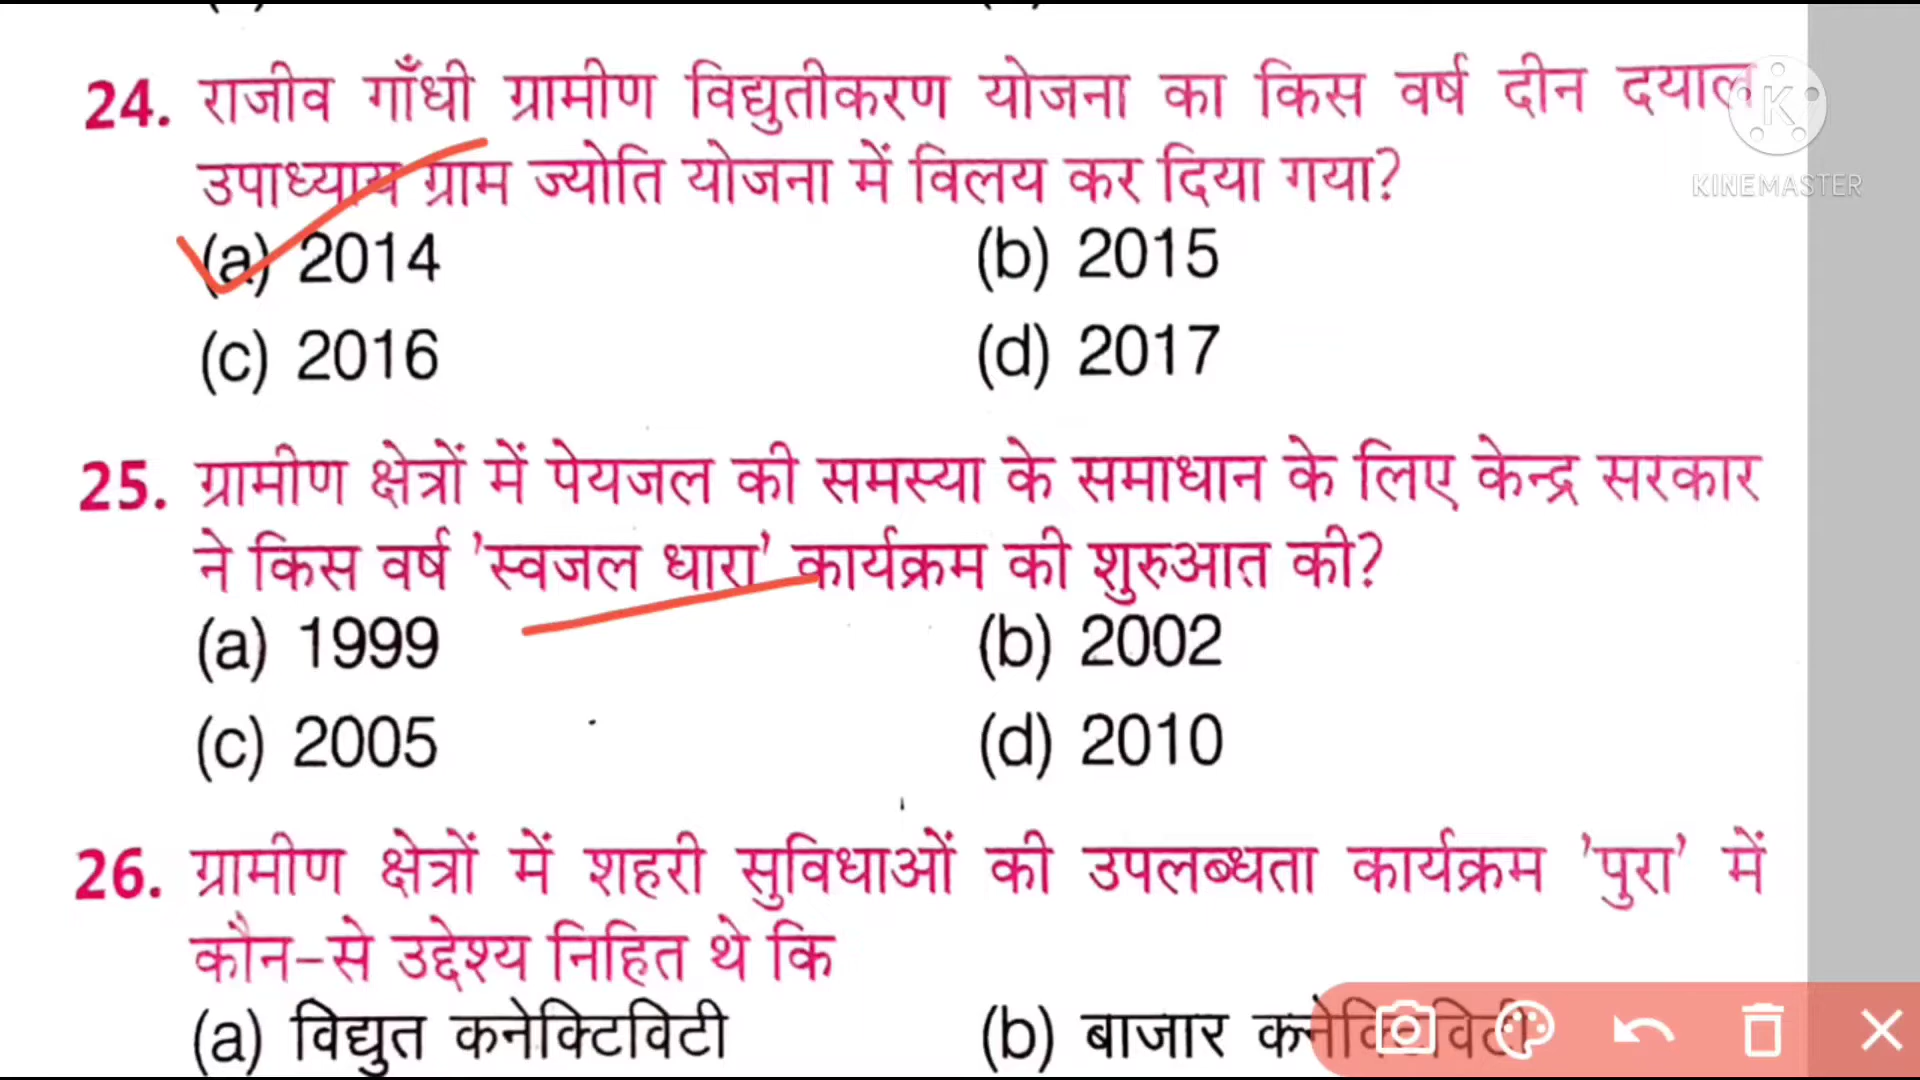 24. राजीव गाँधी ग्रामीण विद्युतीकरण योजना का किस वर्ष दीन दयाल
उपाध्याय ग्राम ज्योति योजना में विलय कर दिया गया?
(a) 2014 (b) 2015
(c) 2016 (d) 2017
25. ग्रामीण क्षेत्रों में पेयजल की समस्या के समाधान के लिए केन्द्र सरकार
ने किस वर्ष 'स्वजल धारा' कार्यक्रम की शुरुआत की?
(a) 1999 (b) 2002
(c) 2005 (d) 2010
26. ग्रामीण क्षेत्रों में शहरी सुविधाओं की उपलब्धता कार्यक्रम 'पुरा' में
कौन-से उद्देश्य निहित थे कि
(a) विद्युत कनेक्टिविटी (b) बाजार कनेक्टिविटी
K
KINEMASTER